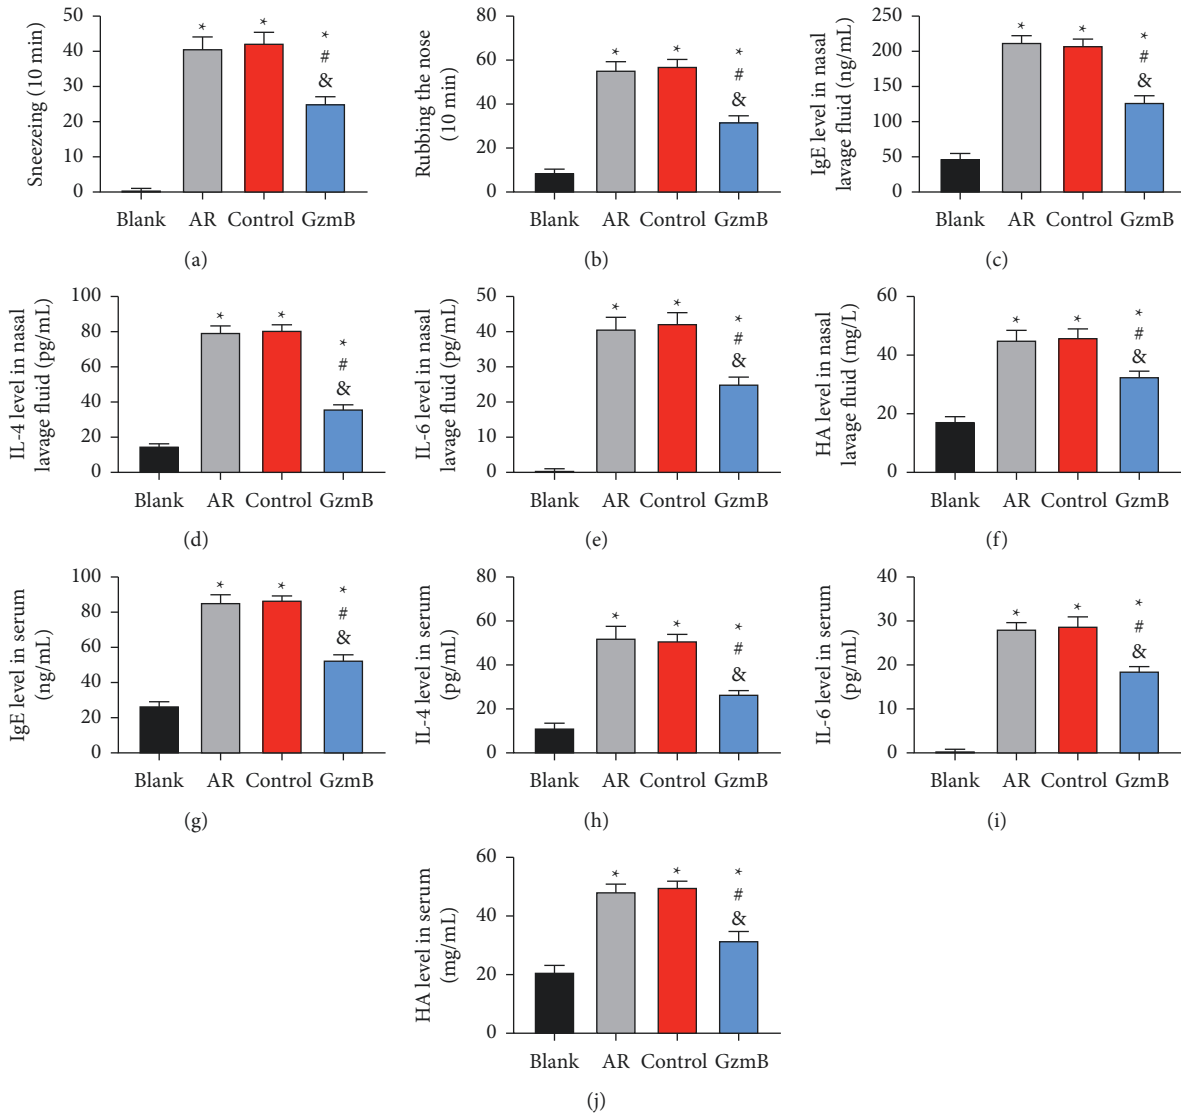 Sneezeing (10 min)
50
40
30
20
10
0
* * *
#
&
Blank AR Control GzmB
(a)
Rubbing the nose
(10 min)
80
60
40
20
0
* * *
#
&
Blank AR Control GzmB
(b)
IgE level in nasal
lavage fluid (ng/mL)
250
200
150
100
50
0
* * *
#
&
Blank AR Control GzmB
(c)
IL-4 level in nasal
lavage fluid (pg/mL)
100
80
60
40
20
0
* * *
#
&
Blank AR Control GzmB
(d)
IL-6 level in nasal
lavage fluid (pg/mL)
50
40
30
20
10
0
* * *
#
&
Blank AR Control GzmB
(e)
HA level in nasal
lavage fluid (mg/L)
60
40
20
0
* * *
#
&
Blank AR Control GzmB
(f)
IgE level in serum
(ng/mL)
100
80
60
40
20
0
* * *
#
&
Blank AR Control GzmB
(g)
IL-4 level in serum
(pg/mL)
80
60
40
20
0
* * *
#
&
Blank AR Control GzmB
(h)
IL-6 level in serum
(pg/mL)
40
30
20
10
0
* * *
#
&
Blank AR Control GzmB
(i)
HA level in serum
(mg/mL)
60
40
20
0
* * *
#
&
Blank AR Control GzmB
(j)